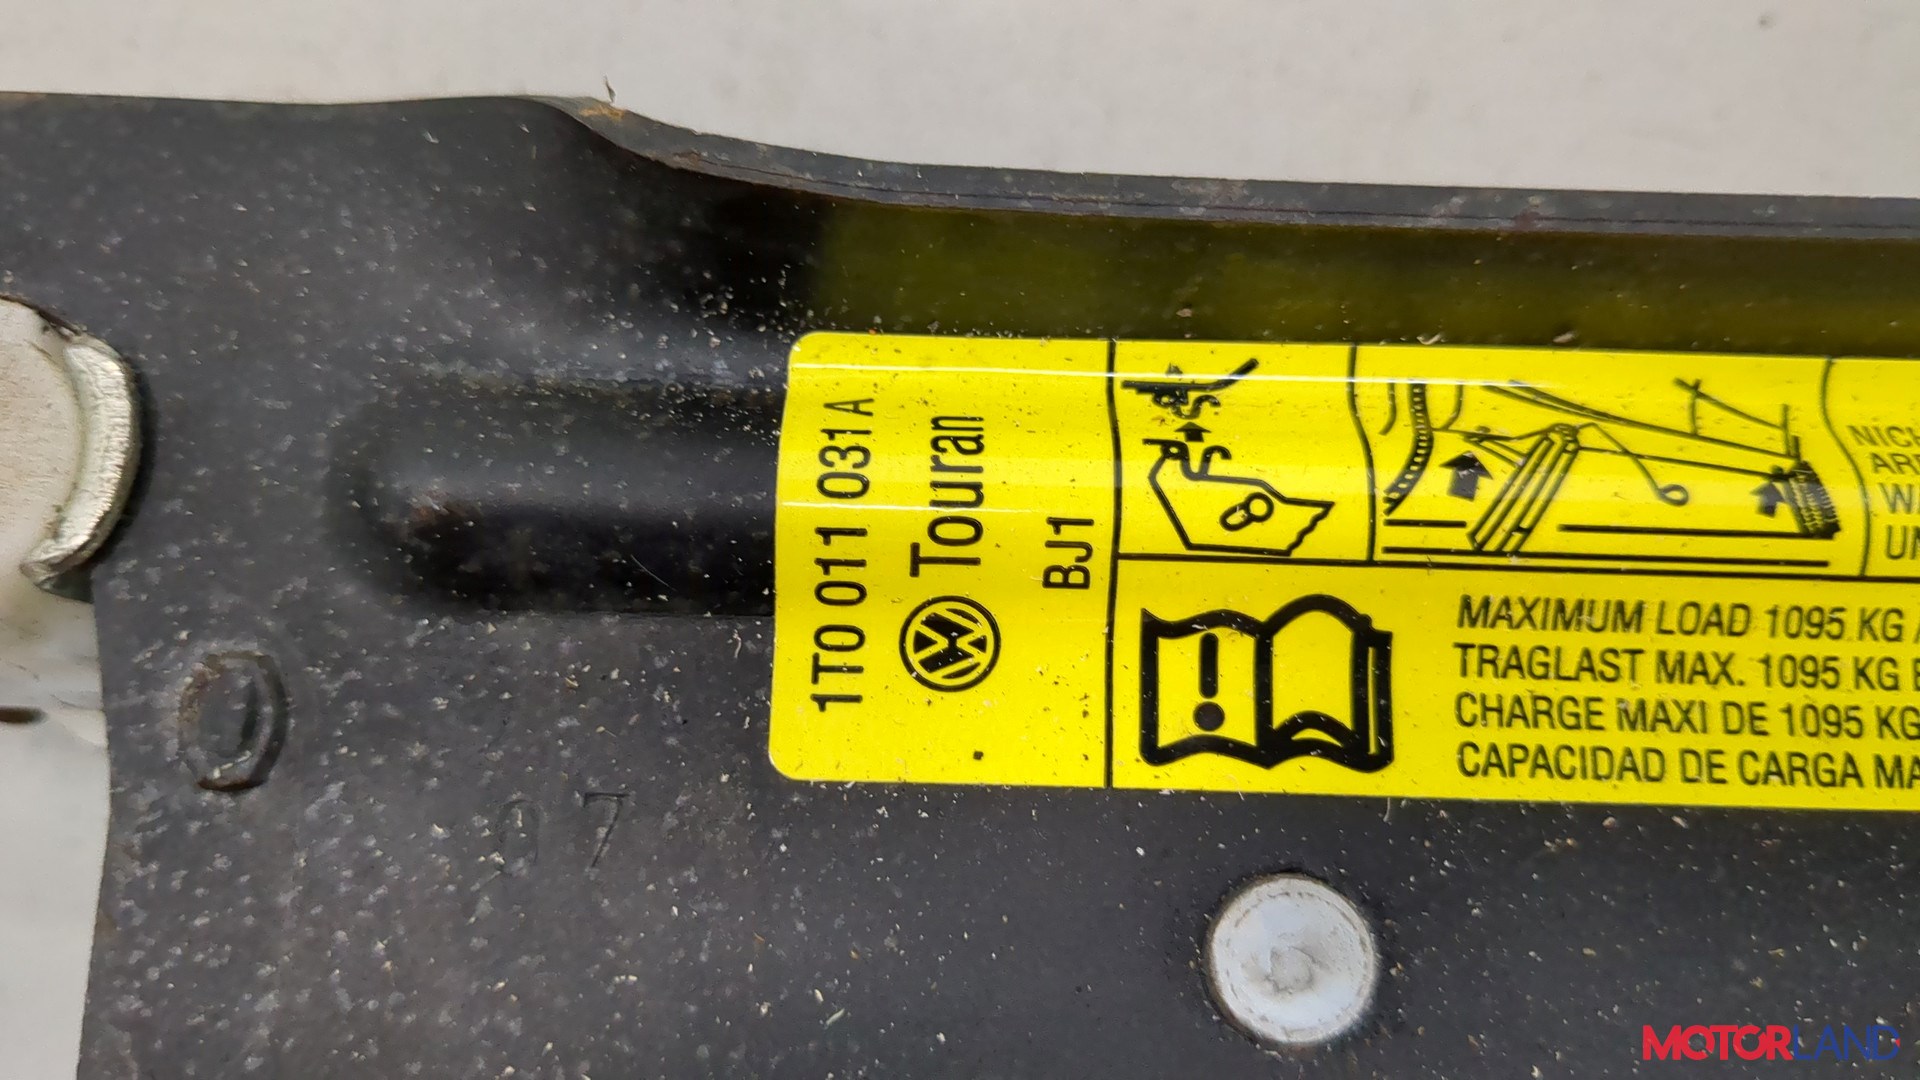 1T0 011 031 A
Touran
BJ1
MAXIMUM LOAD 1095 KG
TRAGLAST MAX. 1095 KG
CHARGE MAXI DE 1095 KG
CAPACIDAD DE CARGA
07
MOTORLAND